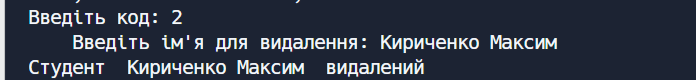 Введіть код: 2
Введіть ім'я для видалення: Кириченко Максим
Студент Кириченко Максим видалений